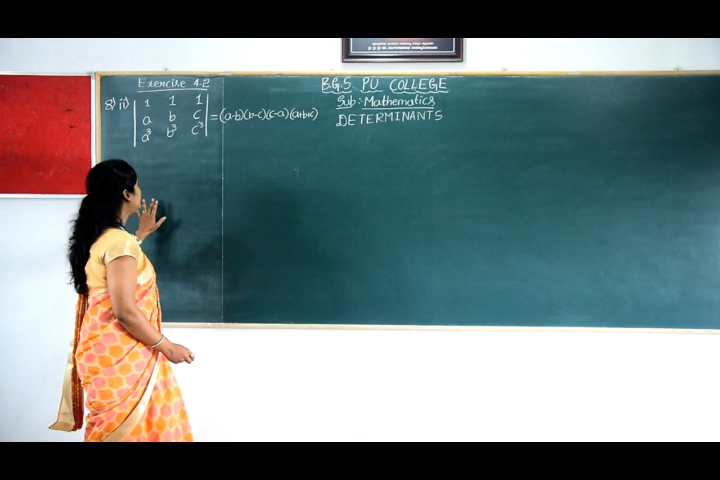 Exercise 4.2
8) ii) | 1 1 1 |
| a b c | = (a-b)(b-c)(c-a)(a+b+c)
| a³ b³ c³ |
B.G.S. PU COLLEGE
Sub: Mathematics
DETERMINANTS